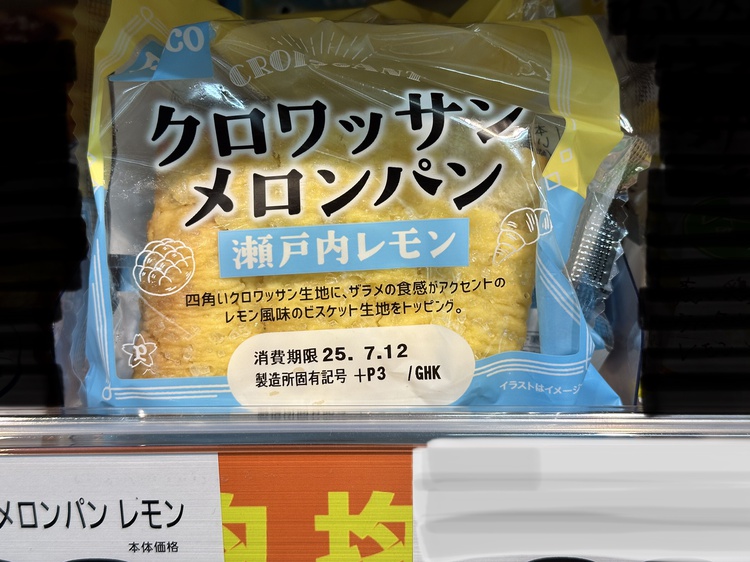 CO
CROISSANT
クロワッサン
メロンパン
瀬戸内レモン
四角いクロワッサン生地に、ザラメの食感がアクセントの
レモン風味のビスケット生地をトッピング。
消費期限 25. 7.12
製造所固有記号 +P3 /GHK
イラストはイメージ
メロンパン レモン
本体価格
均